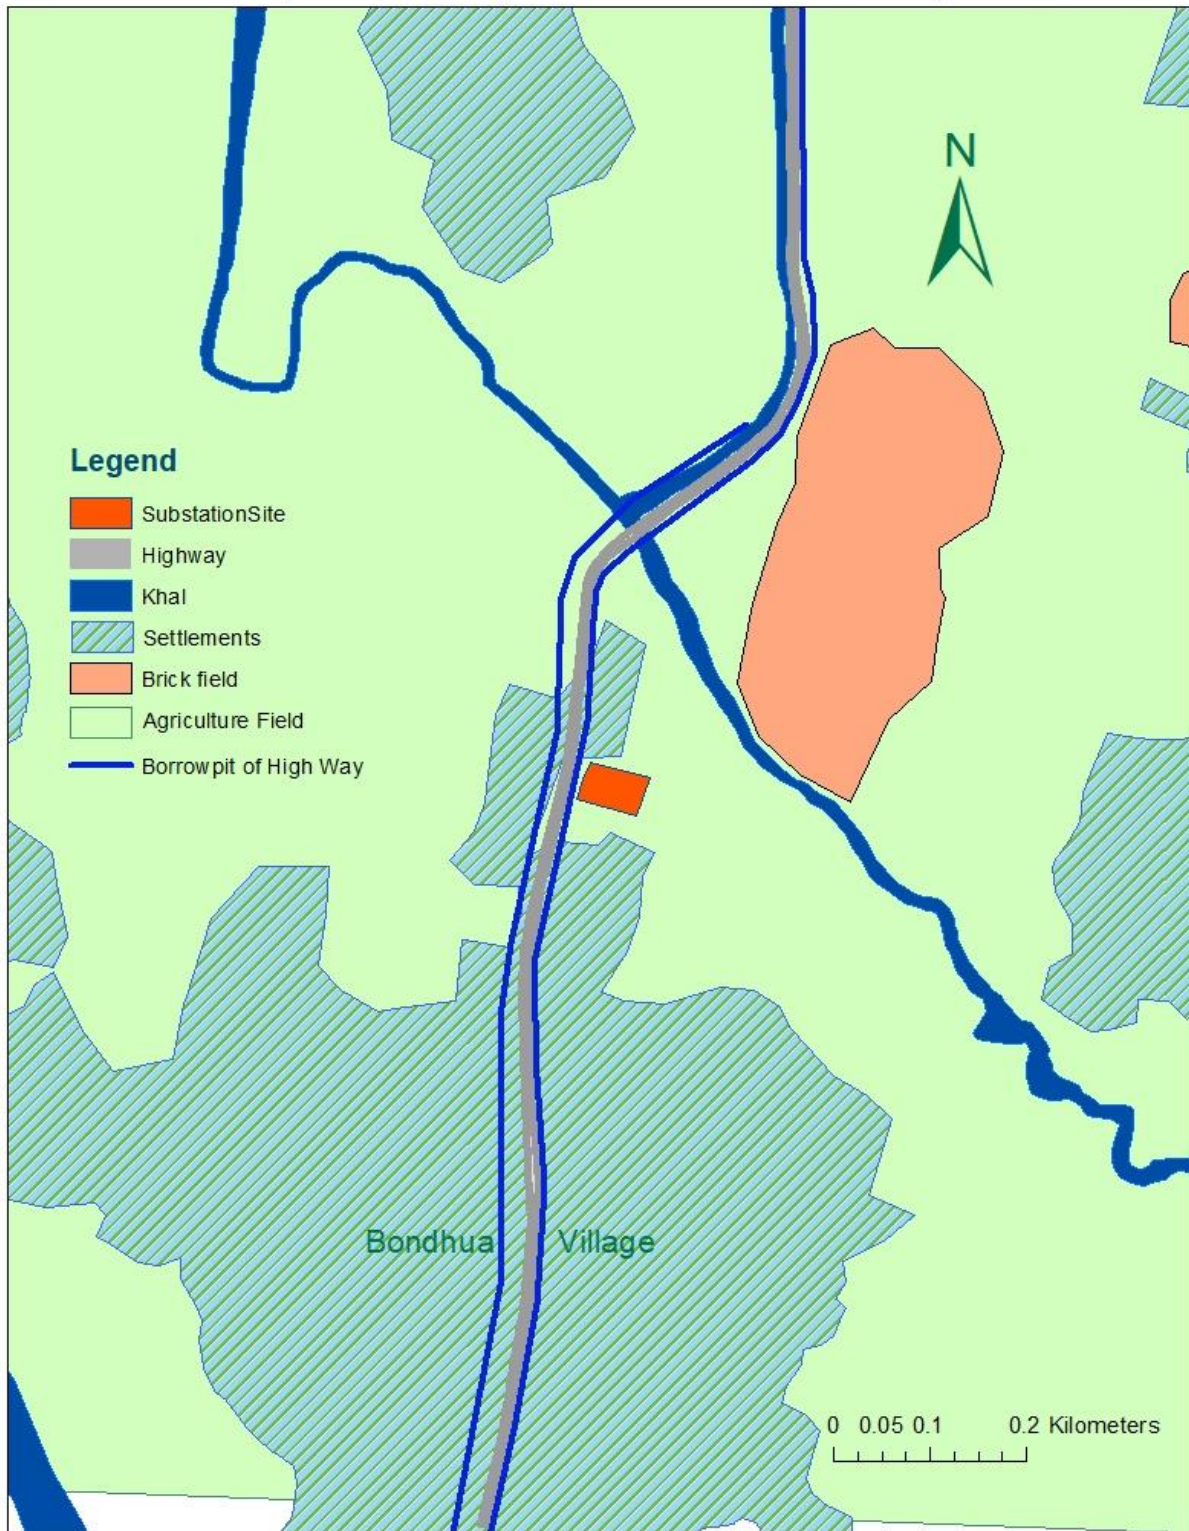 N
Legend
SubstationSite
Highway
Khal
Settlements
Brick field
Agriculture Field
Borrowpit of High Way
Bondhua Village
0 0.05 0.1 0.2 Kilometers